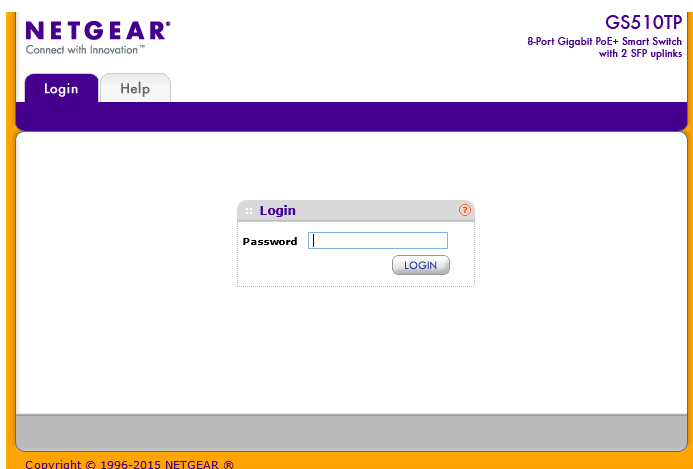 NETGEAR®
Connect with Innovation™
GS510TP
8-Port Gigabit PoE+ Smart Switch
with 2 SFP uplinks
Login
Help
Login
?
Password
LOGIN
Copyright © 1996-2015 NETGEAR ®